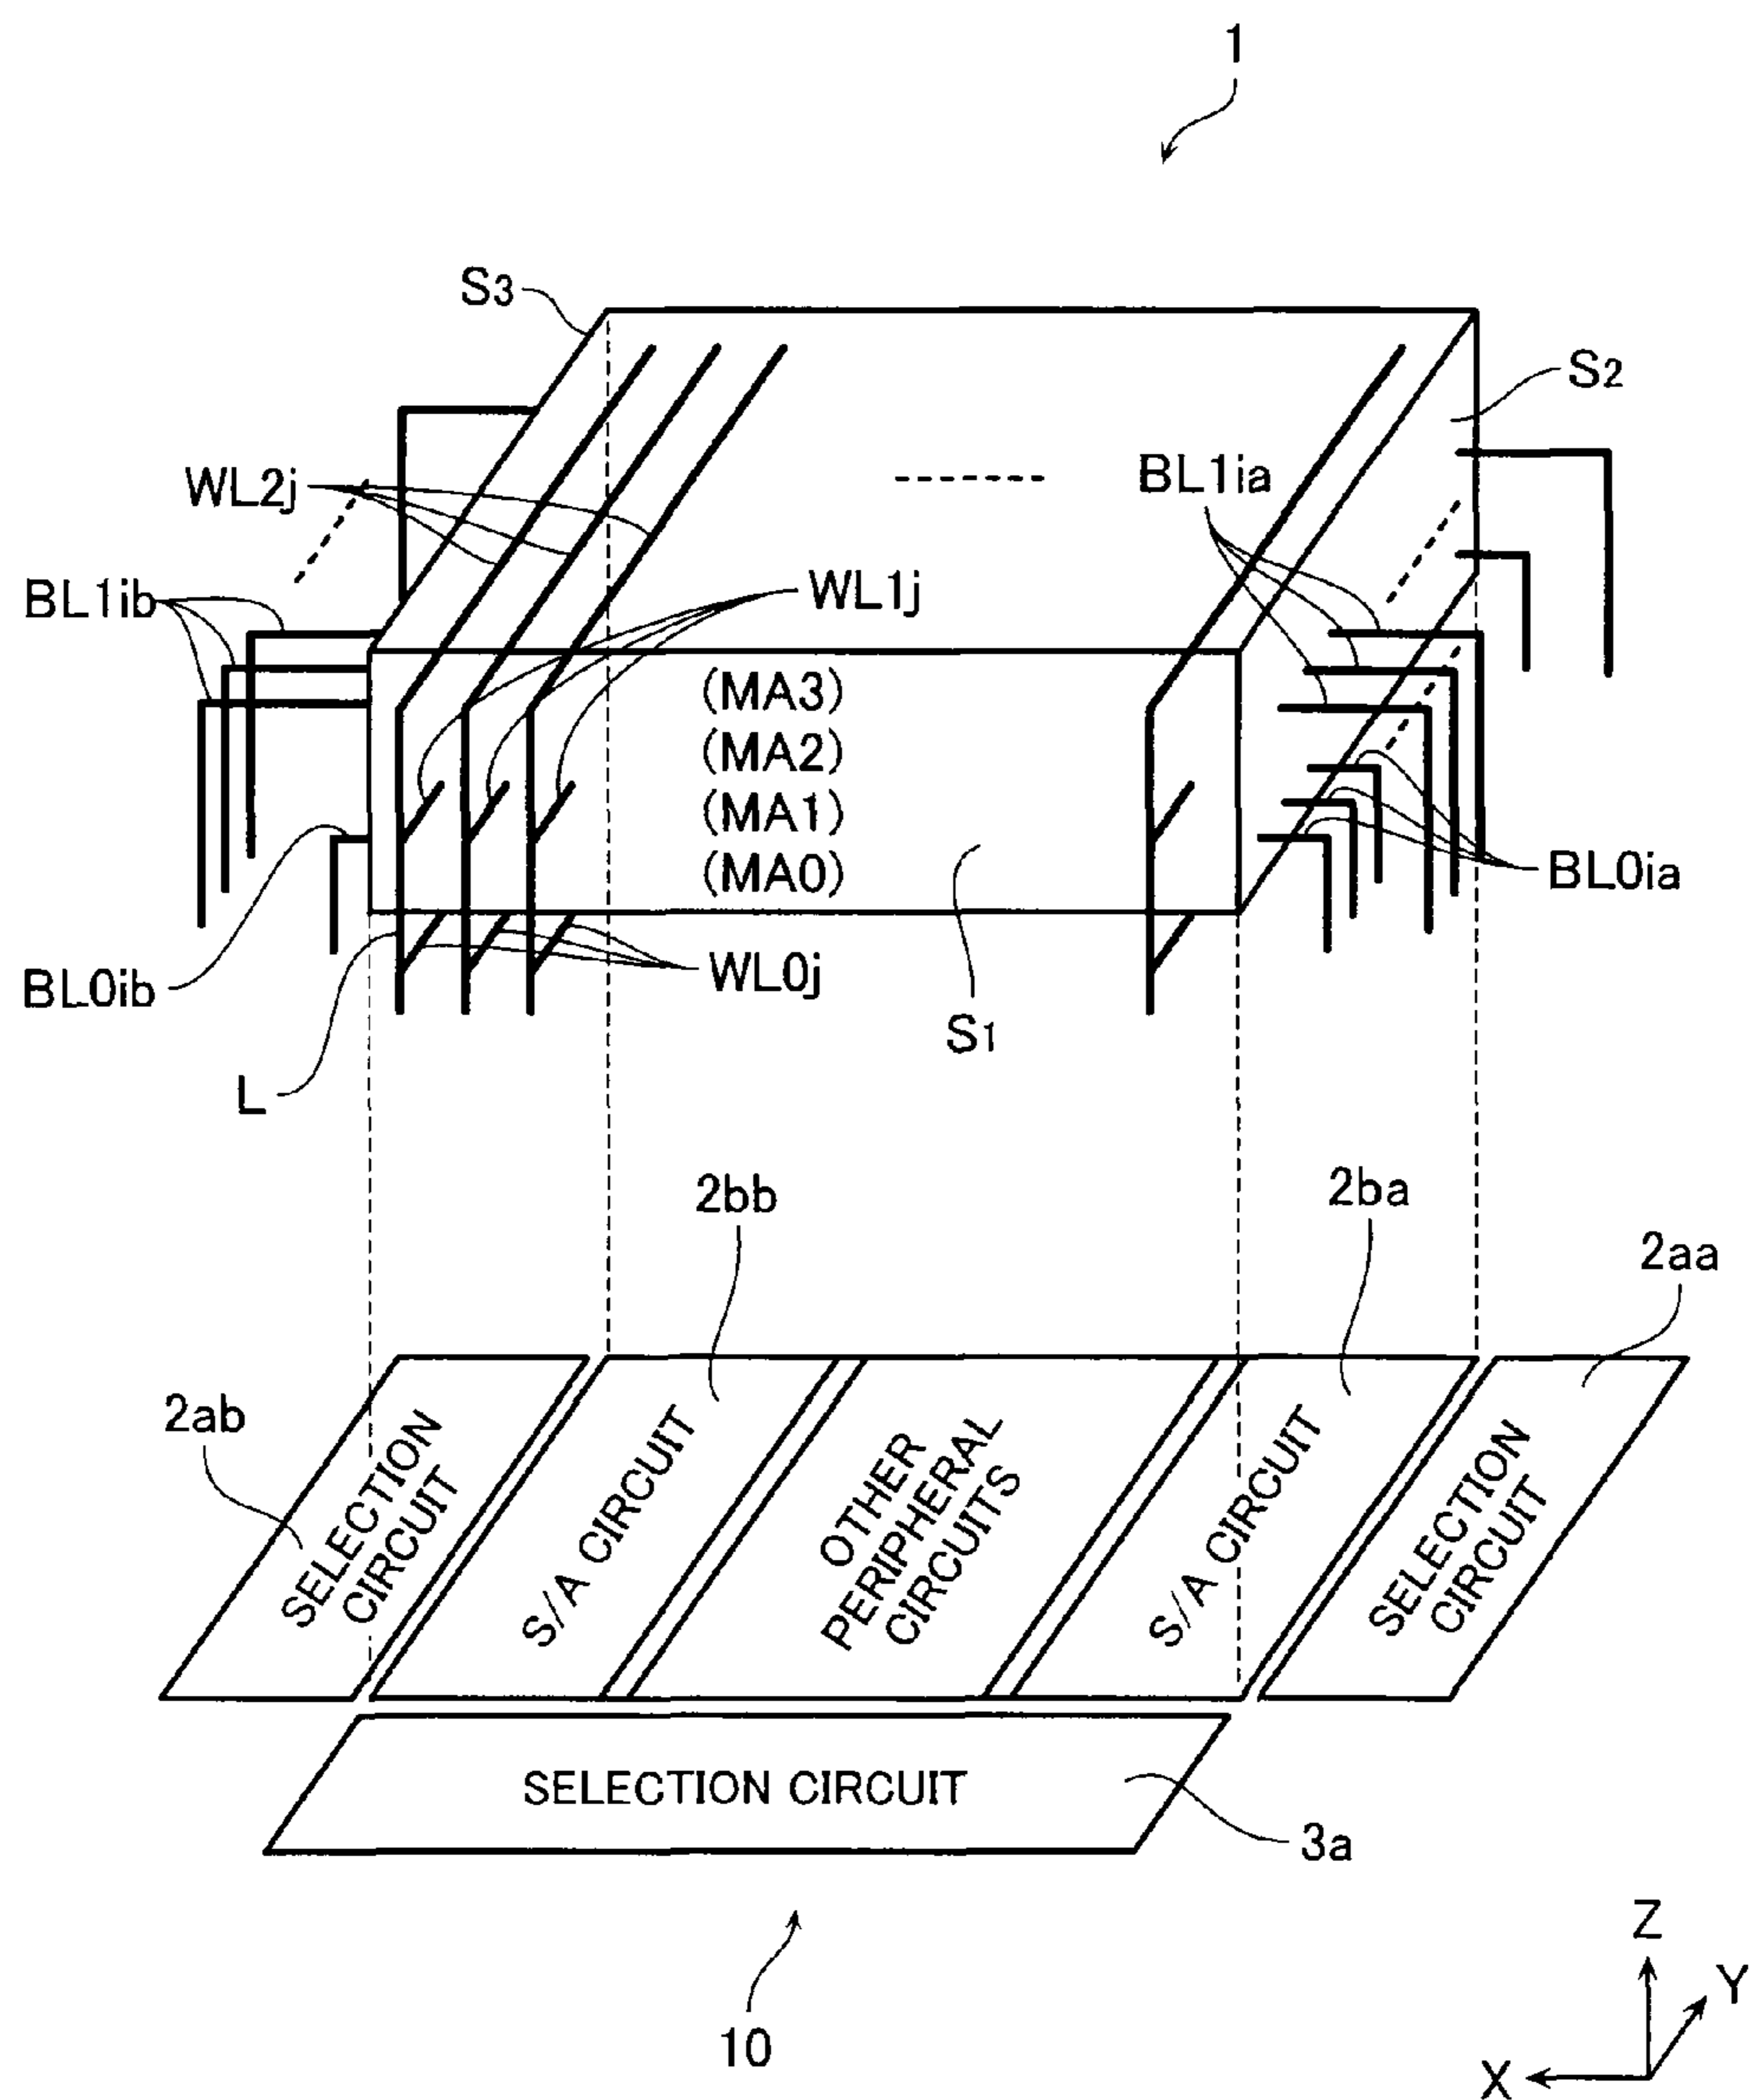 1
S3
S2
WL2j
BL1ia
BL1ib
WL1j
(MA3)
(MA2)
(MA1)
(MA0)
BL0ia
BL0ib
WL0j
S1
L
2bb
2ba
2aa
2ab
SELECTION
CIRCUIT
S/A CIRCUIT
OTHER
PERIPHERAL
CIRCUITS
S/A CIRCUIT
SELECTION
CIRCUIT
SELECTION CIRCUIT
3a
10
Z
Y
X